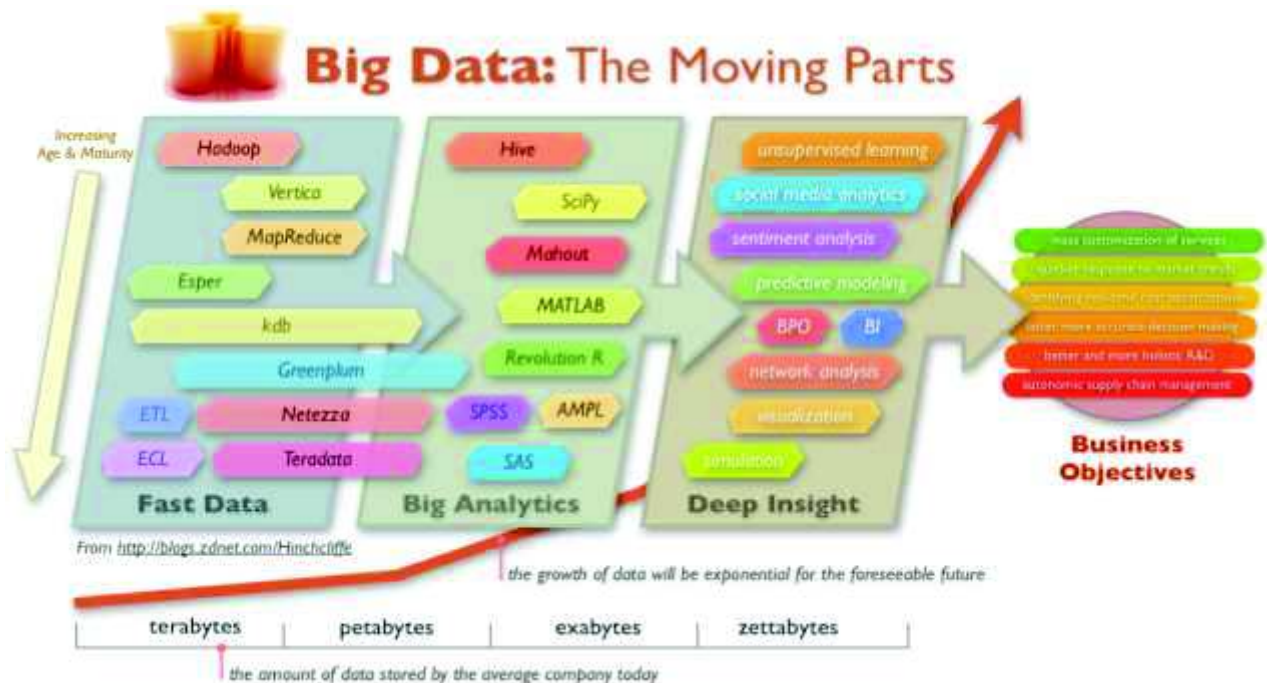 Big Data: The Moving Parts
Increasing
Age & Maturity
Hadoop
Vertica
MapReduce
Esper
kdb
Greenplum
ETL
Netezza
ECL
Teradata
Fast Data
Hive
SciPy
Mahout
MATLAB
Revolution R
SPSS
AMPL
SAS
Big Analytics
unsupervised learning
social media analytics
sentiment analysis
predictive modeling
BPO
BI
network analysis
visualization
simulation
Deep Insight
mass customization of services
better and more holistic R&D
autonomic supply chain management
Business
Objectives
From http://blogs.zdnet.com/Hinchcliffe
the growth of data will be exponential for the foreseeable future
terabytes
petabytes
exabytes
zettabytes
the amount of data stored by the average company today